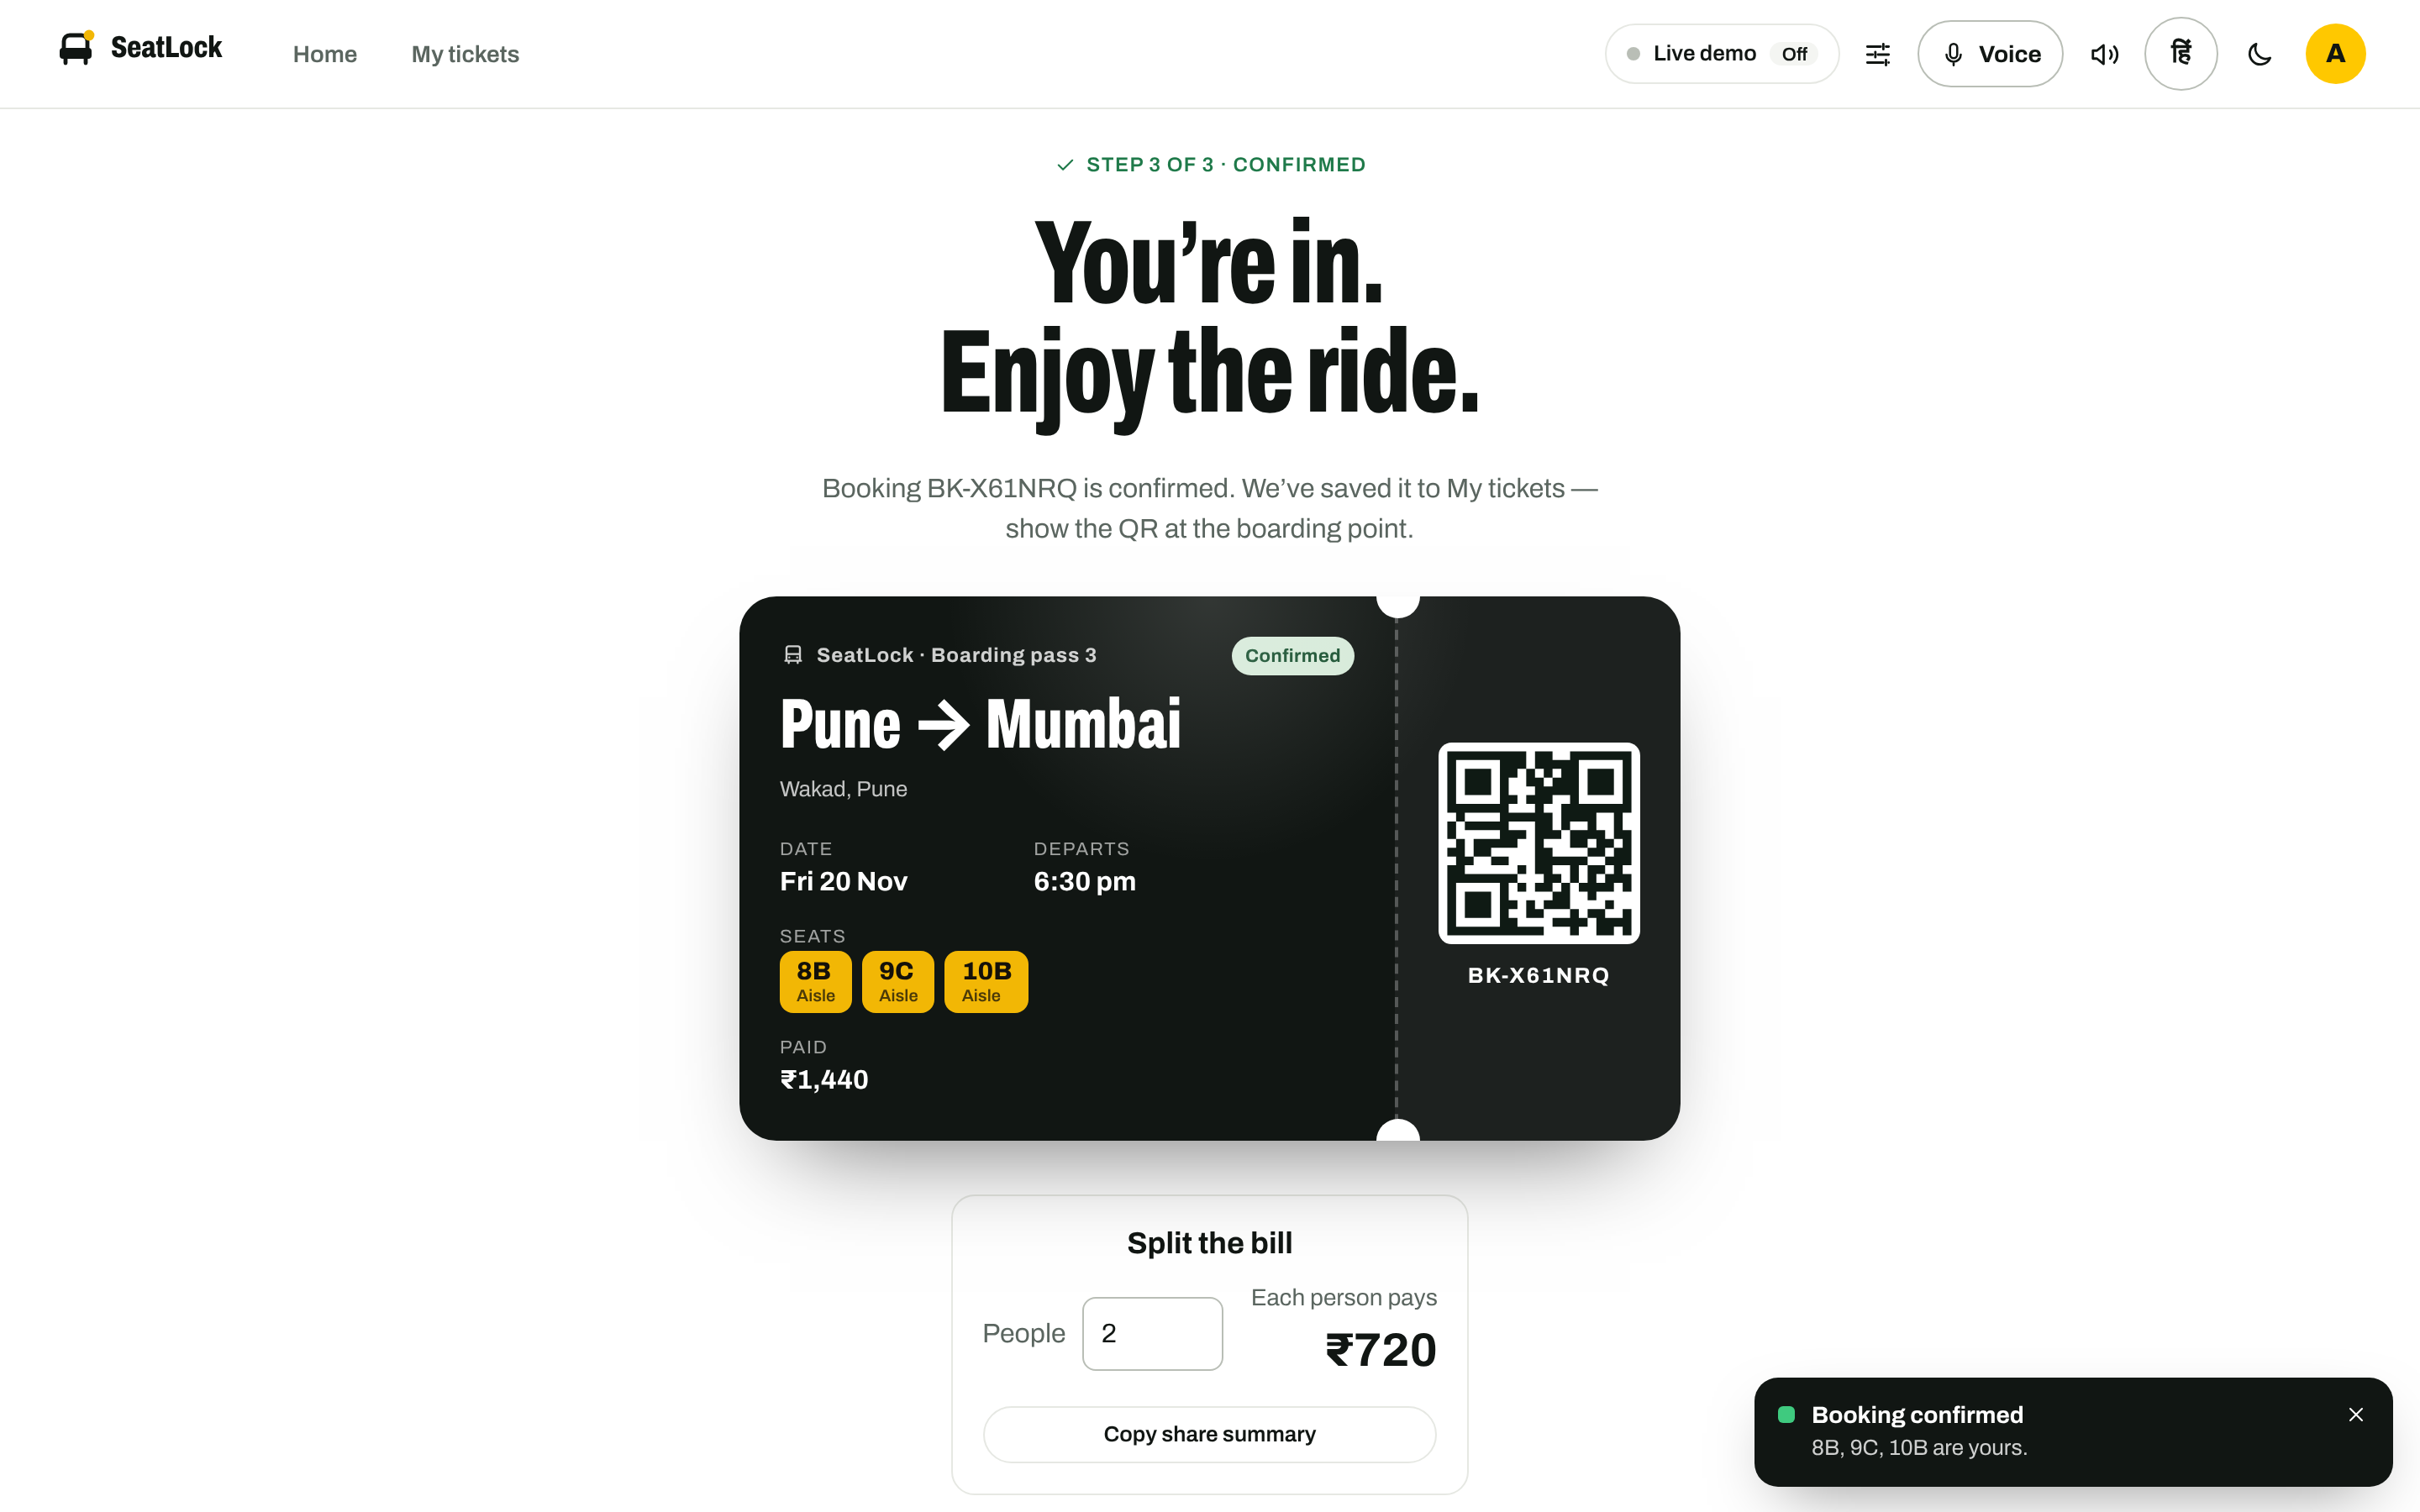 SeatLock
Home
My tickets
Live demo Off
Voice
हिं
A
STEP 3 OF 3 · CONFIRMED
You’re in.
Enjoy the ride.
Booking BK-X61NRQ is confirmed. We’ve saved it to My tickets —
show the QR at the boarding point.
SeatLock · Boarding pass 3
Confirmed
Pune → Mumbai
Wakad, Pune
DATE
Fri 20 Nov
DEPARTS
6:30 pm
SEATS
8B
Aisle
9C
Aisle
10B
Aisle
PAID
₹1,440
BK-X61NRQ
Split the bill
People
2
Each person pays
₹720
Copy share summary
Booking confirmed
8B, 9C, 10B are yours.